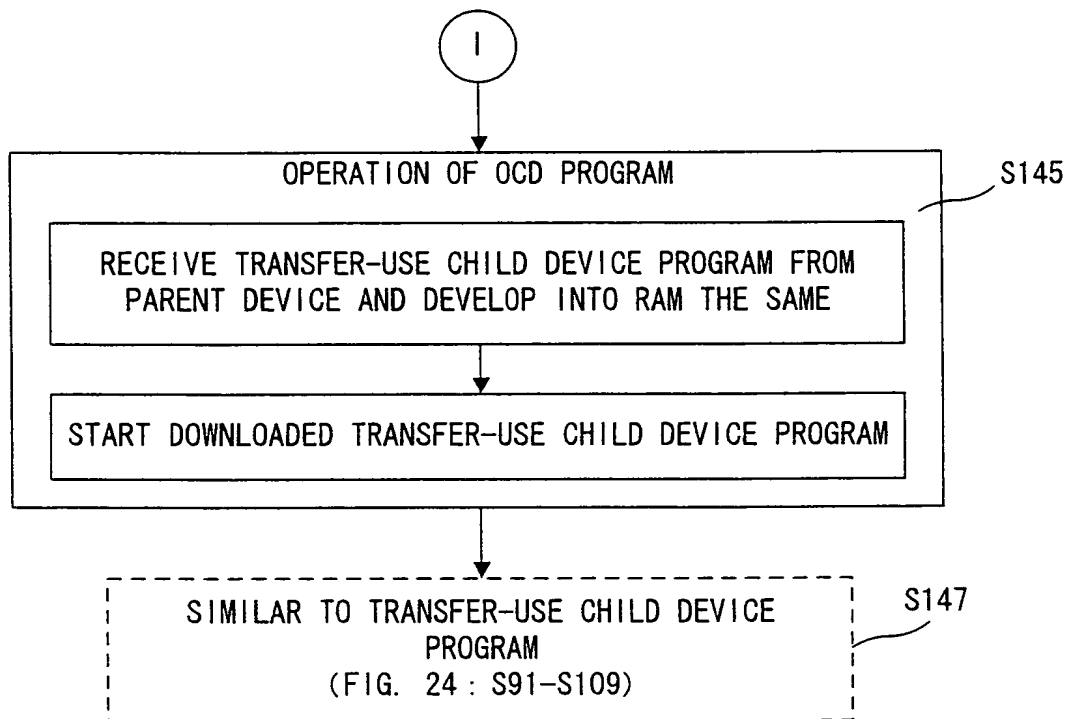 I
OPERATION OF OCD PROGRAM
S145
RECEIVE TRANSFER-USE CHILD DEVICE PROGRAM FROM
PARENT DEVICE AND DEVELOP INTO RAM THE SAME
START DOWNLOADED TRANSFER-USE CHILD DEVICE PROGRAM
SIMILAR TO TRANSFER-USE CHILD DEVICE
PROGRAM
(FIG. 24 : S91-S109)
S147